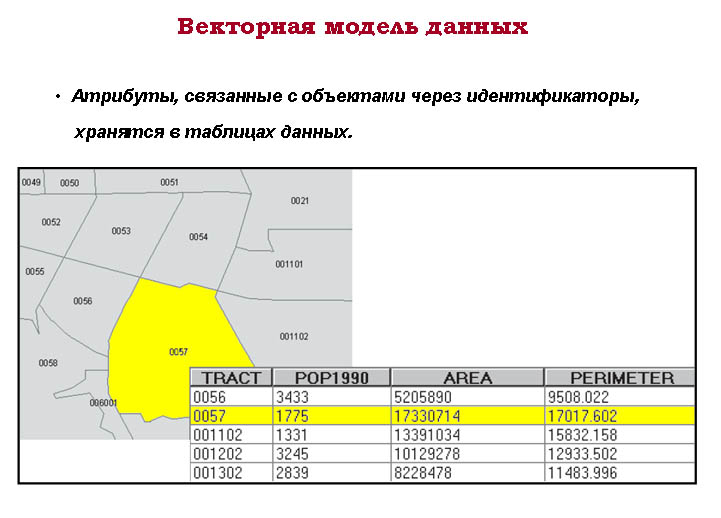 Векторная модель данных
• Атрибуты, связанные с объектами через идентификаторы,
хранятся в таблицах данных.
0049 0050 0051
0021
0052 0053 0054
001101
0055
0056
001102
0057
0058
006001
TRACT POP1990 AREA PERIMETER
0056 3433 5205890 9508.022
0057 1775 17330714 17017.602
001102 1331 13391034 15832.158
001202 3245 10129278 12933.502
001302 2839 8228478 11483.996